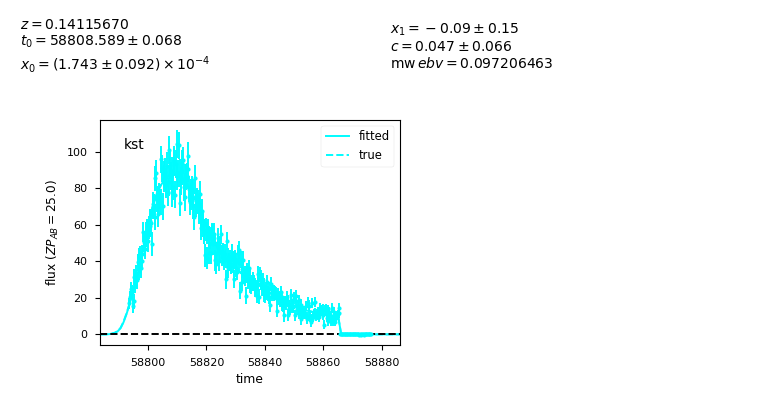 z = 0.14115670
t₀ = 58808.589 ± 0.068
x₀ = (1.743 ± 0.092) × 10⁻⁴
x₁ = −0.09 ± 0.15
c = 0.047 ± 0.066
mw ebv = 0.097206463
kst
fitted
true
flux (ZP_AB = 25.0)
100
80
60
40
20
0
58800 58820 58840 58860 58880
time